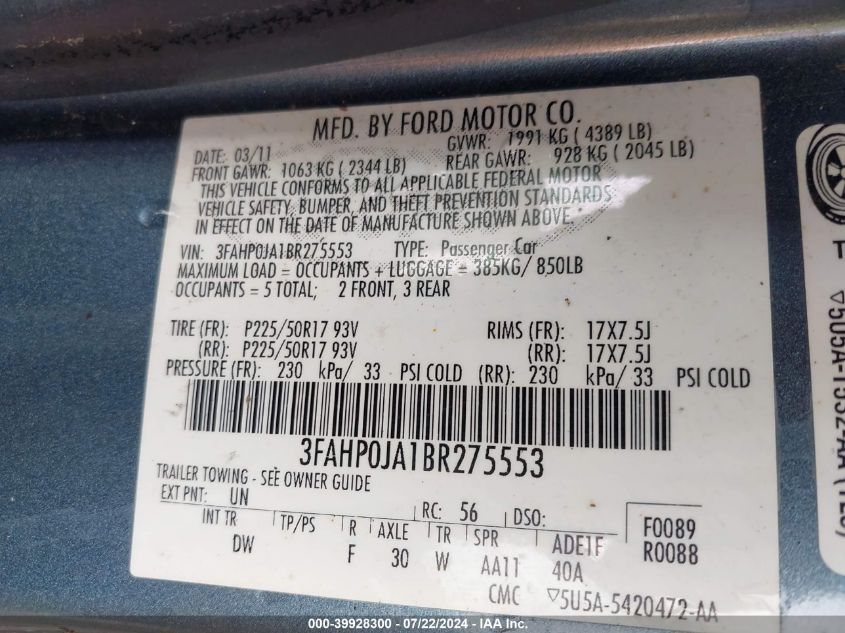 MFD. BY FORD MOTOR CO.
DATE: 03/11 GVWR: 1991 KG ( 4389 LB)
FRONT GAWR: 1063 KG ( 2344 LB) REAR GAWR: 928 KG ( 2045 LB)
THIS VEHICLE CONFORMS TO ALL APPLICABLE FEDERAL MOTOR
VEHICLE SAFETY, BUMPER, AND THEFT PREVENTION STANDARDS
IN EFFECT ON THE DATE OF MANUFACTURE SHOWN ABOVE.
VIN: 3FAHP0JA1BR275553 TYPE: Passenger Car
MAXIMUM LOAD = OCCUPANTS + LUGGAGE = 385KG/ 850LB
OCCUPANTS = 5 TOTAL; 2 FRONT, 3 REAR
TIRE (FR): P225/50R17 93V RIMS (FR): 17X7.5J
(RR): P225/50R17 93V (RR): 17X7.5J
PRESSURE (FR): 230 kPa/ 33 PSI COLD (RR): 230 kPa/ 33 PSI COLD
3FAHP0JA1BR275553
TRAILER TOWING - SEE OWNER GUIDE
EXT PNT: UN RC: 56 DSO: F0089
INT TR TP/PS R AXLE TR SPR ADE1F R0088
DW F 30 W AA11 40A
CMC ▽5U5A-5420472-AA
T
000-39928300 - 07/22/2024 - IAAI, Inc.